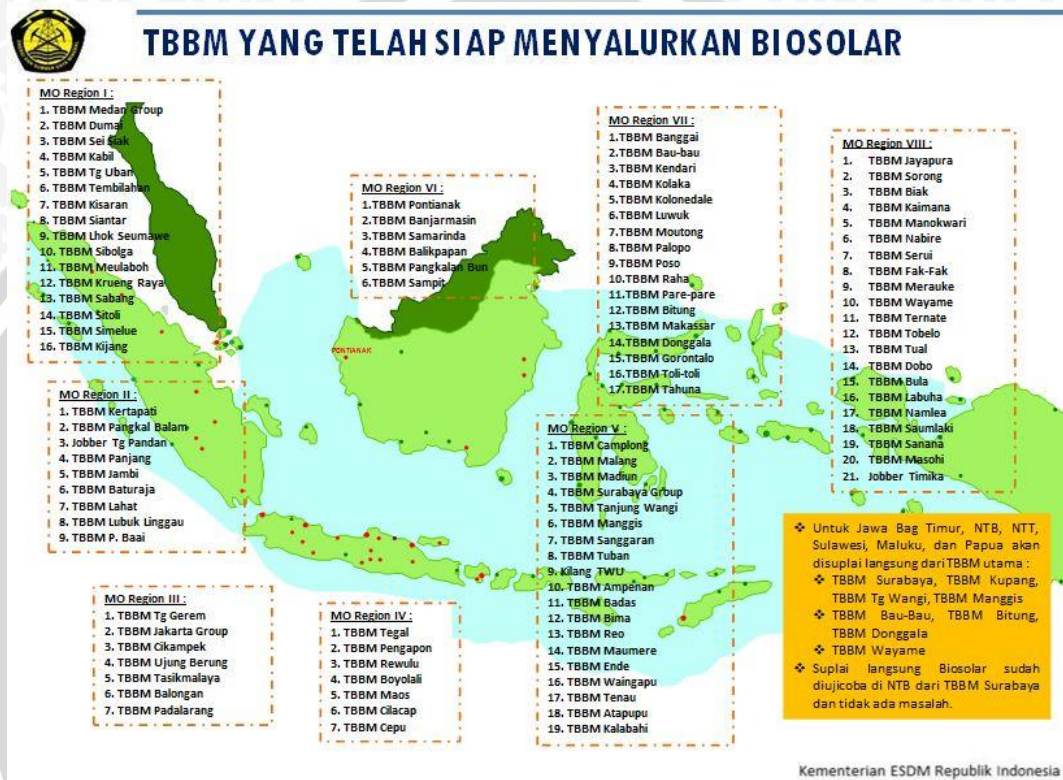 TBBM YANG TELAH SIAP MENYALURKAN BIOSOLAR
MO Region I :
1. TBBM Medan Group
2. TBBM Dumai
3. TBBM Sei Siak
4. TBBM Kabil
5. TBBM Tg Uban
6. TBBM Tembilahan
7. TBBM Kisaran
8. TBBM Siantar
9. TBBM Lhok Seumawe
10. TBBM Sibolga
11. TBBM Meulaboh
12. TBBM Krueng Raya
13. TBBM Sabang
14. TBBM Sitoli
15. TBBM Simelue
16. TBBM Kijang
MO Region II :
1. TBBM Kertapati
2. TBBM Pangkal Balam
3. Jobber Tg Pandan
4. TBBM Panjang
5. TBBM Jambi
6. TBBM Baturaja
7. TBBM Lahat
8. TBBM Lubuk Linggau
9. TBBM P. Baai
MO Region III :
1. TBBM Tg Gerem
2. TBBM Jakarta Group
3. TBBM Cikampek
4. TBBM Ujung Berung
5. TBBM Tasikmalaya
6. TBBM Balongan
7. TBBM Padalarang
MO Region IV :
1. TBBM Tegal
2. TBBM Pengapon
3. TBBM Rewulu
4. TBBM Boyolali
5. TBBM Maos
6. TBBM Cilacap
7. TBBM Cepu
MO Region VI :
1.TBBM Pontianak
2.TBBM Banjarmasin
3.TBBM Samarinda
4.TBBM Balikpapan
5.TBBM Pangkalan Bun
6.TBBM Sampit
PONTIANAK
MO Region V :
1. TBBM Camplong
2. TBBM Malang
3. TBBM Madiun
4. TBBM Surabaya Group
5. TBBM Tanjung Wangi
6. TBBM Manggis
7. TBBM Sanggaran
8. TBBM Tuban
9. Kilang TWU
10. TBBM Ampenan
11. TBBM Badas
12. TBBM Bima
13. TBBM Reo
14. TBBM Maumere
15. TBBM Ende
16. TBBM Waingapu
17. TBBM Tenau
18. TBBM Atapupu
19. TBBM Kalabahi
MO Region VII :
1.TBBM Banggai
2.TBBM Bau-bau
3.TBBM Kendari
4.TBBM Kolaka
5.TBBM Kolonedale
6.TBBM Luwuk
7.TBBM Moutong
8.TBBM Palopo
9.TBBM Poso
10.TBBM Raha
11.TBBM Pare-pare
12.TBBM Bitung
13.TBBM Makassar
14.TBBM Donggala
15.TBBM Gorontalo
16.TBBM Toli-toli
17.TBBM Tahuna
MO Region VIII :
1. TBBM Jayapura
2. TBBM Sorong
3. TBBM Biak
4. TBBM Kaimana
5. TBBM Manokwari
6. TBBM Nabire
7. TBBM Serui
8. TBBM Fak-Fak
9. TBBM Merauke
10. TBBM Wayame
11. TBBM Ternate
12. TBBM Tobelo
13. TBBM Tual
14. TBBM Dobo
15. TBBM Bula
16. TBBM Labuha
17. TBBM Namlea
18. TBBM Saumlaki
19. TBBM Sanana
20. TBBM Masohi
21. Jobber Timika
❖ Untuk Jawa Bag Timur, NTB, NTT,
Sulawesi, Maluku, dan Papua akan
disuplai langsung dari TBBM utama :
❖ TBBM Surabaya, TBBM Kupang,
TBBM Tg Wangi, TBBM Manggis
❖ TBBM Bau-Bau, TBBM Bitung,
TBBM Donggala
❖ TBBM Wayame
❖ Suplai langsung Biosolar sudah
diujicoba di NTB dari TBBM Surabaya
dan tidak ada masalah.
Kementerian ESDM Republik Indonesia